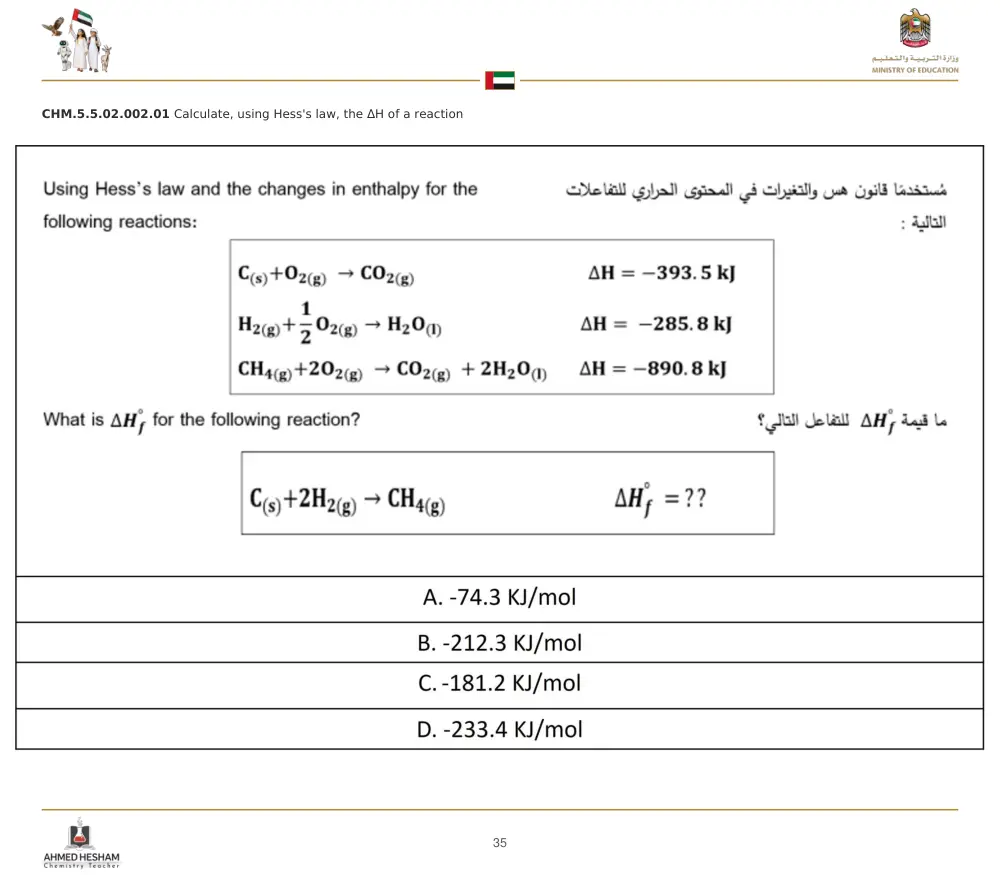 وزارة التربية والتعليم
MINISTRY OF EDUCATION
CHM.5.5.02.002.01 Calculate, using Hess's law, the ΔH of a reaction
Using Hess's law and the changes in enthalpy for the
following reactions:
مُستخدمًا قانون هس والتغيرات في المحتوى الحراري للتفاعلات
التالية :
C(s)+O₂(g) → CO₂(g) ΔH = −393.5 kJ
H₂(g)+1/2 O₂(g) → H₂O(l) ΔH = −285.8 kJ
CH₄(g)+2O₂(g) → CO₂(g) + 2H₂O(l) ΔH = −890.8 kJ
What is ΔH°f for the following reaction?
ما قيمة ΔH°f للتفاعل التالي؟
C(s)+2H₂(g) → CH₄(g) ΔH°f = ??
A. -74.3 KJ/mol
B. -212.3 KJ/mol
C. -181.2 KJ/mol
D. -233.4 KJ/mol
AHMED HESHAM
Chemistry Teacher
35